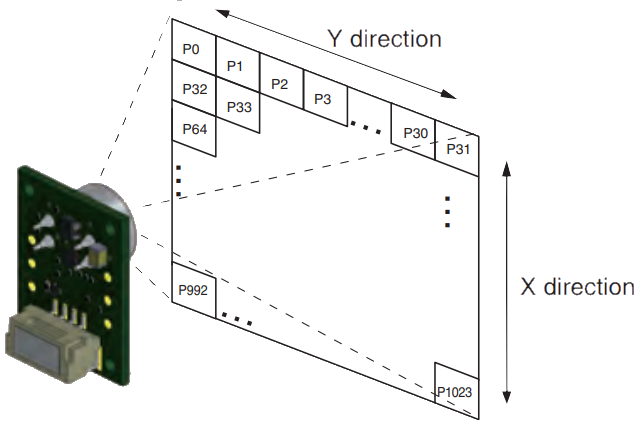 Y direction
P0
P1
P2
P3
P30
P31
P32
P33
P64
X direction
P992
P1023